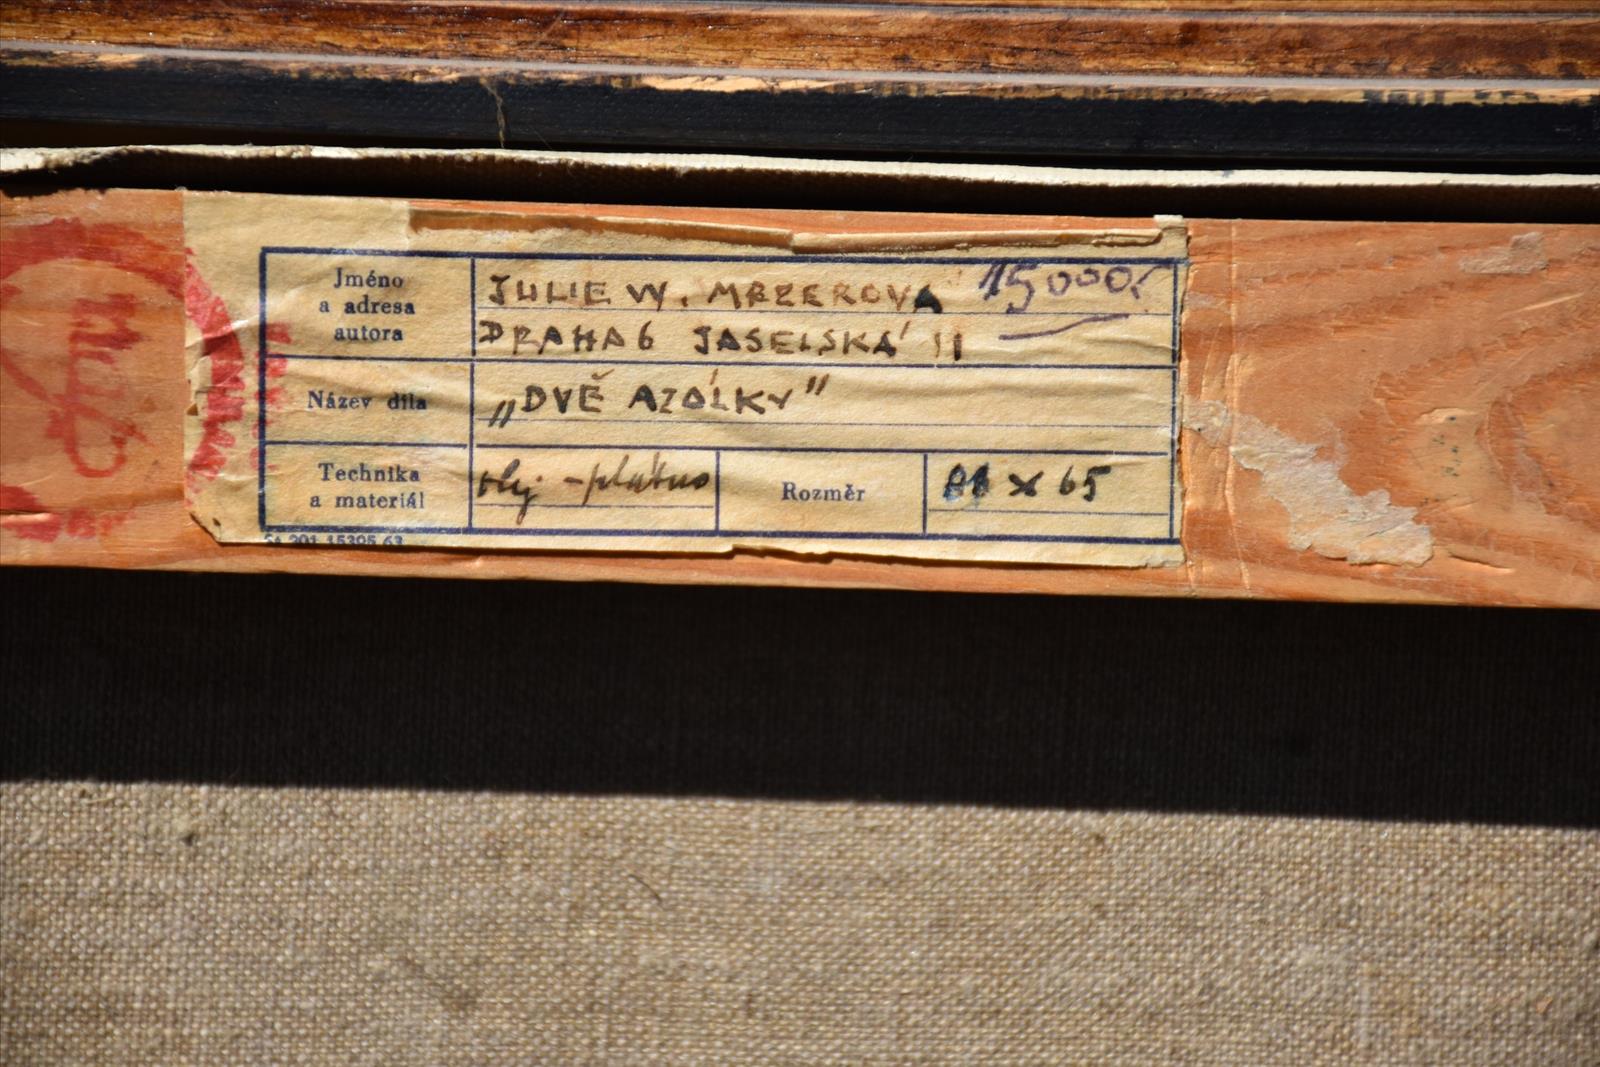 Jméno
a adresa
autora
JULIE W. MEZEROVÁ 15000.-
PRAHA 6 JASELSKÁ 11
Název díla
„DVĚ AZALKY"
Technika
a materiál
olej - plátno
Rozměr
81 x 65